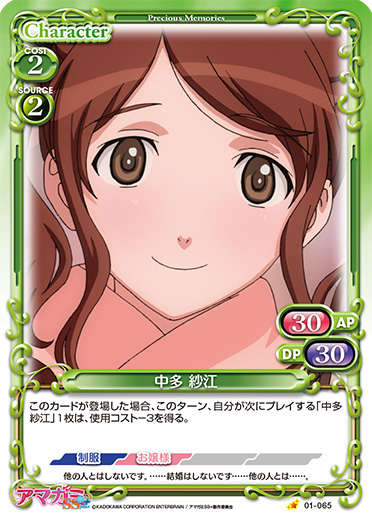 Precious Memories
Character
COST
2
SOURCE
2
30 AP
DP 30
中多 紗江
このカードが登場した場合、このターン、自分が次にプレイする「中多
紗江」1枚は、使用コスト－3を得る。
制服 お嬢様
他の人とはしないです。……結婚はしないです…他の人とは……。
アマガミSS+
©KADOKAWA CORPORATION ENTERBRAIN / アマガミSS+製作委員会
01-065